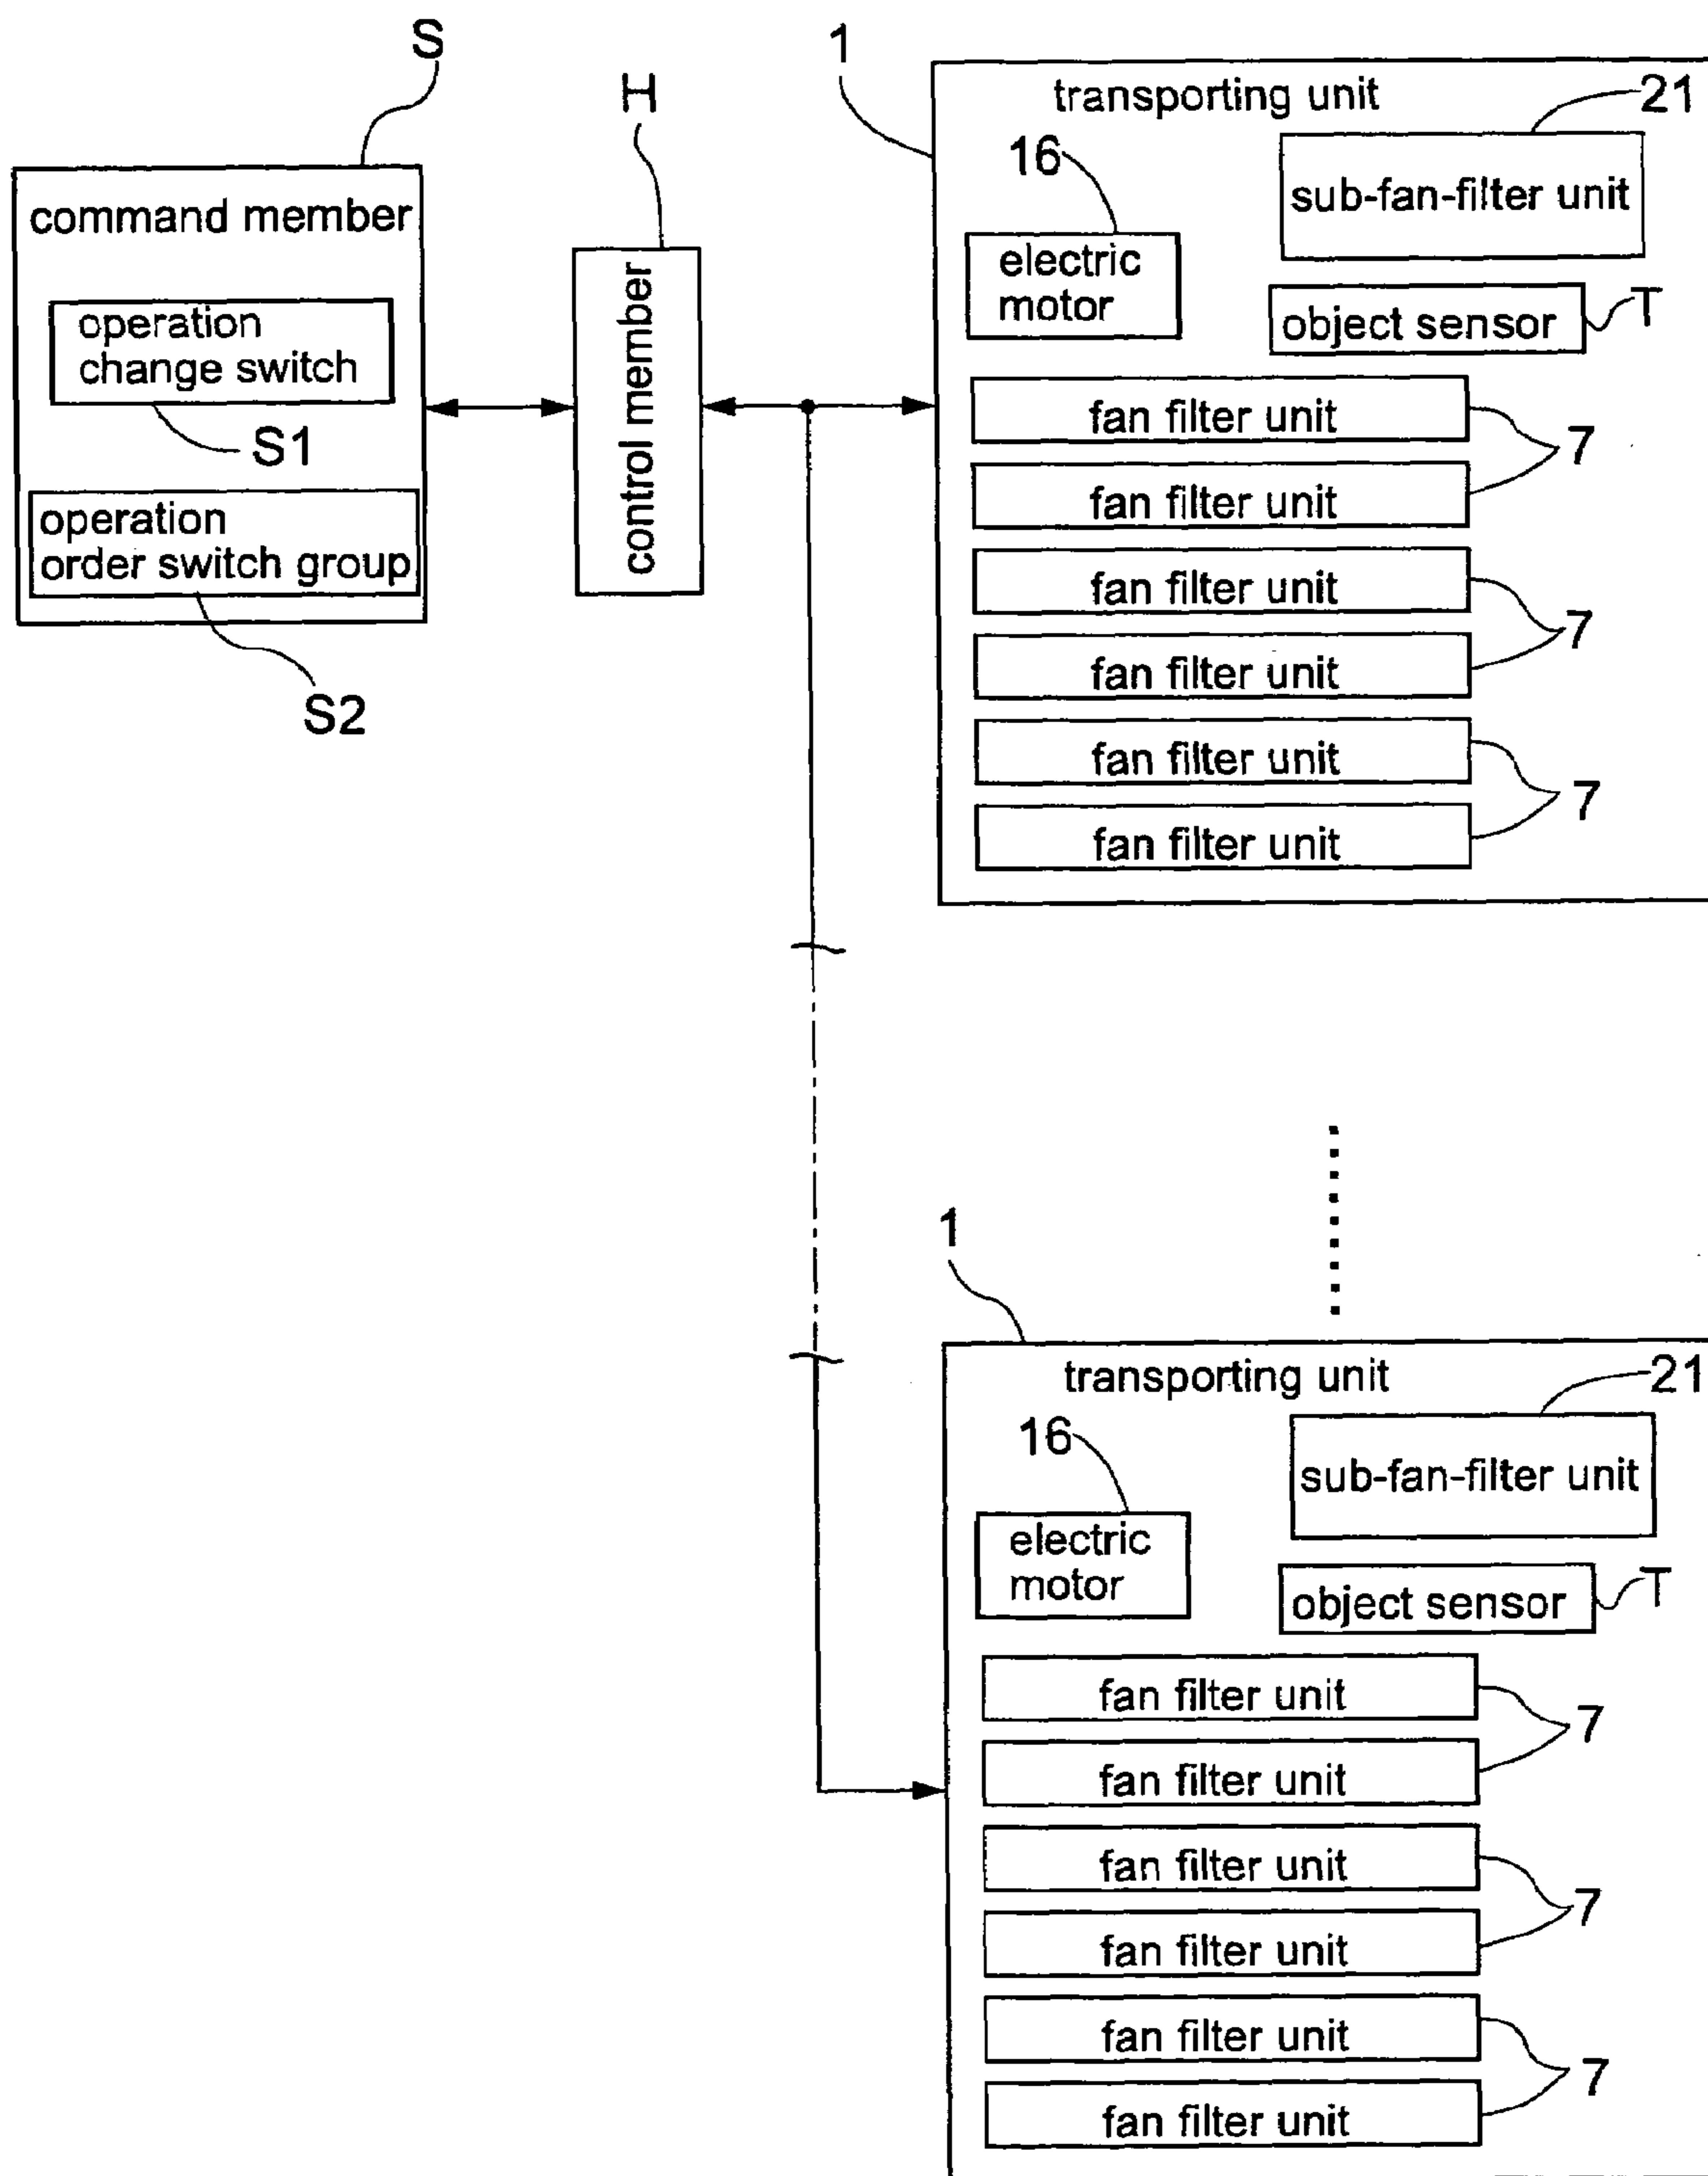 S
command member
operation
change switch
S1
operation
order switch group
S2
H
control member
1
transporting unit
21
16
sub-fan-filter unit
electric
motor
object sensor
T
fan filter unit
7
fan filter unit
fan filter unit
7
fan filter unit
fan filter unit
7
fan filter unit
1
transporting unit
21
16
sub-fan-filter unit
electric
motor
object sensor
T
fan filter unit
7
fan filter unit
fan filter unit
7
fan filter unit
fan filter unit
7
fan filter unit